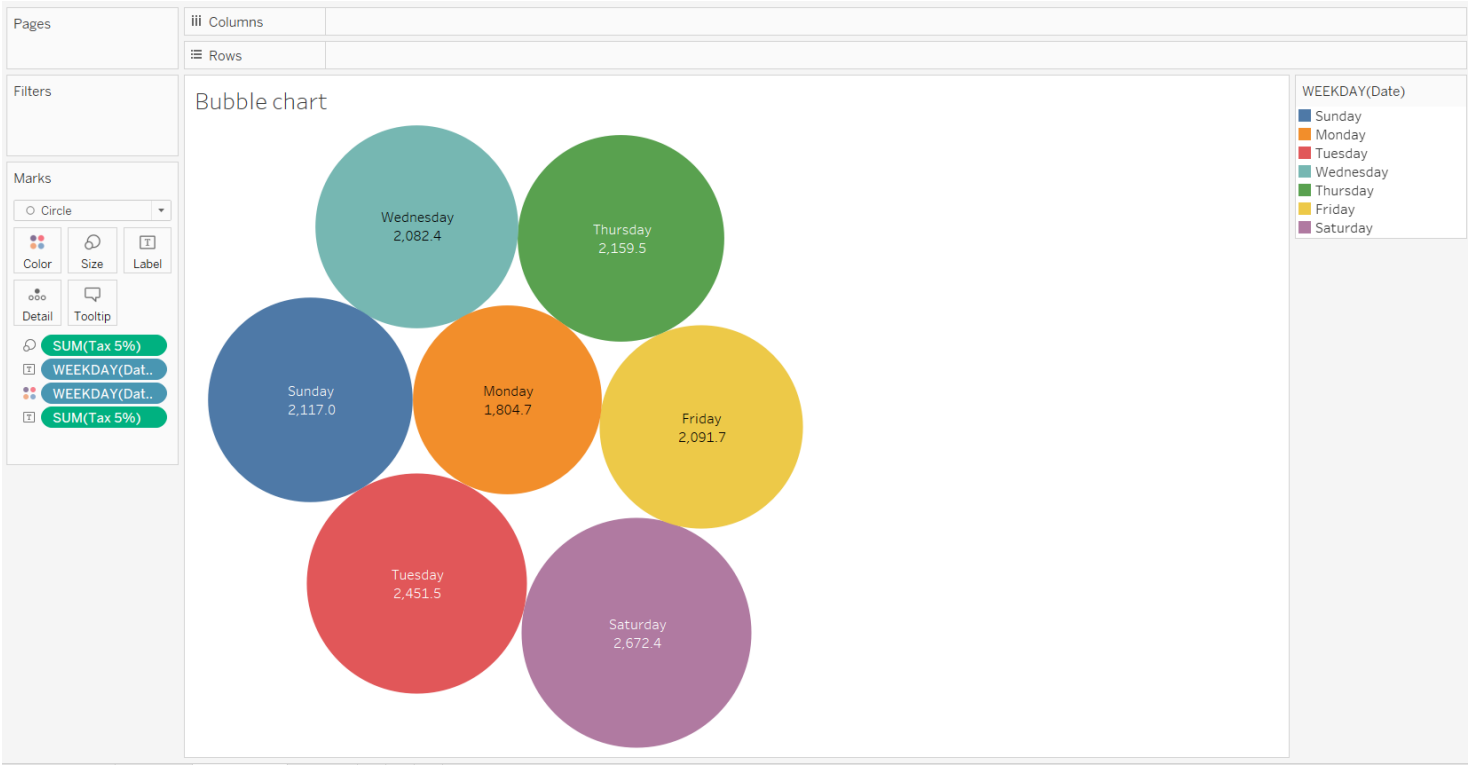 Pages
Columns
Rows
Filters
Marks
Circle
Color
Size
Label
Detail
Tooltip
SUM(Tax 5%)
WEEKDAY(Dat..
WEEKDAY(Dat..
SUM(Tax 5%)
Bubble chart
Wednesday
2,082.4
Thursday
2,159.5
Sunday
2,117.0
Monday
1,804.7
Friday
2,091.7
Tuesday
2,451.5
Saturday
2,672.4
WEEKDAY(Date)
Sunday
Monday
Tuesday
Wednesday
Thursday
Friday
Saturday